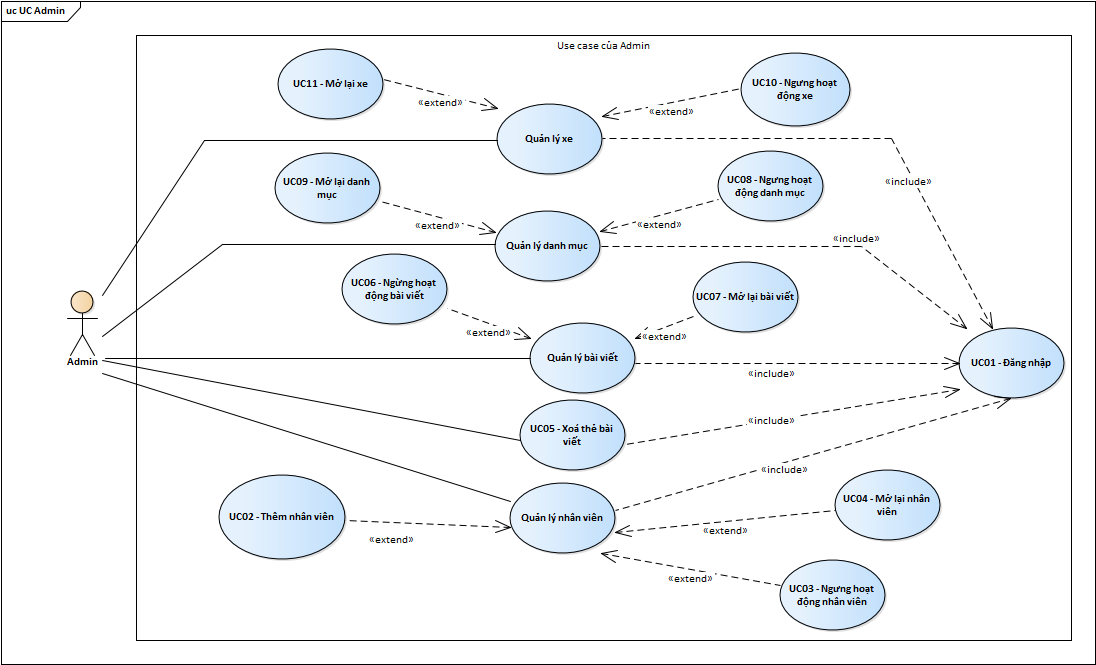 uc UC Admin
Use case của Admin
UC11 - Mở lại xe
UC10 - Ngưng hoạt
động xe
«extend»
«extend»
Quản lý xe
UC09 - Mở lại danh
mục
UC08 - Ngưng hoạt
động danh mục
«include»
«extend»
«extend»
Quản lý danh mục
«include»
UC06 - Ngừng hoạt
động bài viết
UC07 - Mở lại bài viết
«extend»
«extend»
Quản lý bài viết
Admin
UC01 - Đăng nhập
«include»
UC05 - Xoá thẻ bài
viết
«include»
«include»
UC02 - Thêm nhân viên
Quản lý nhân viên
UC04 - Mở lại nhân
viên
«extend»
«extend»
«extend»
UC03 - Ngưng hoạt
động nhân viên